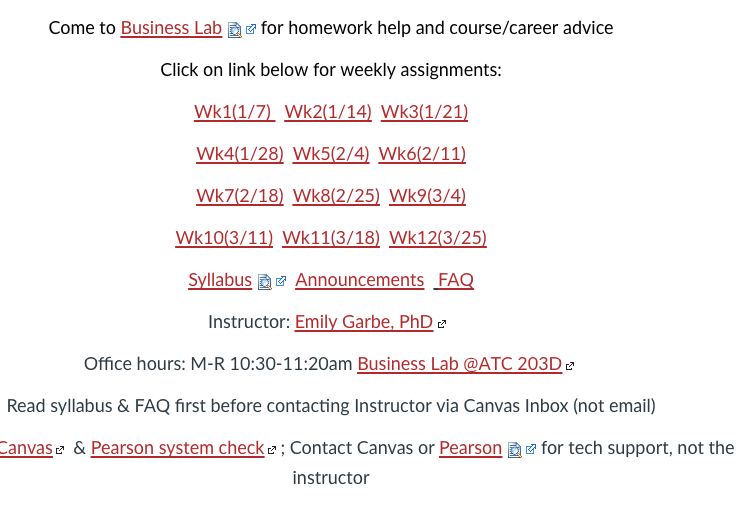 Come to Business Lab for homework help and course/career advice
Click on link below for weekly assignments:
Wk1(1/7) Wk2(1/14) Wk3(1/21)
Wk4(1/28) Wk5(2/4) Wk6(2/11)
Wk7(2/18) Wk8(2/25) Wk9(3/4)
Wk10(3/11) Wk11(3/18) Wk12(3/25)
Syllabus Announcements FAQ
Instructor: Emily Garbe, PhD
Office hours: M-R 10:30-11:20am Business Lab @ATC 203D
Read syllabus & FAQ first before contacting Instructor via Canvas Inbox (not email)
Canvas & Pearson system check ; Contact Canvas or Pearson for tech support, not the
instructor